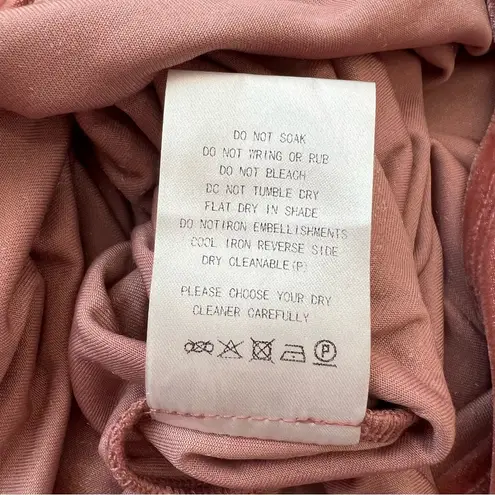 DO NOT SOAK
DO NOT WRING OR RUB
DO NOT BLEACH
DO NOT TUMBLE DRY
FLAT DRY IN SHADE
DO NOTIRON EMBELLISHMENTS
COOL IRON REVERSE SIDE
DRY CLEANABLE(P)
PLEASE CHOOSE YOUR DRY
CLEANER CAREFULLY
P